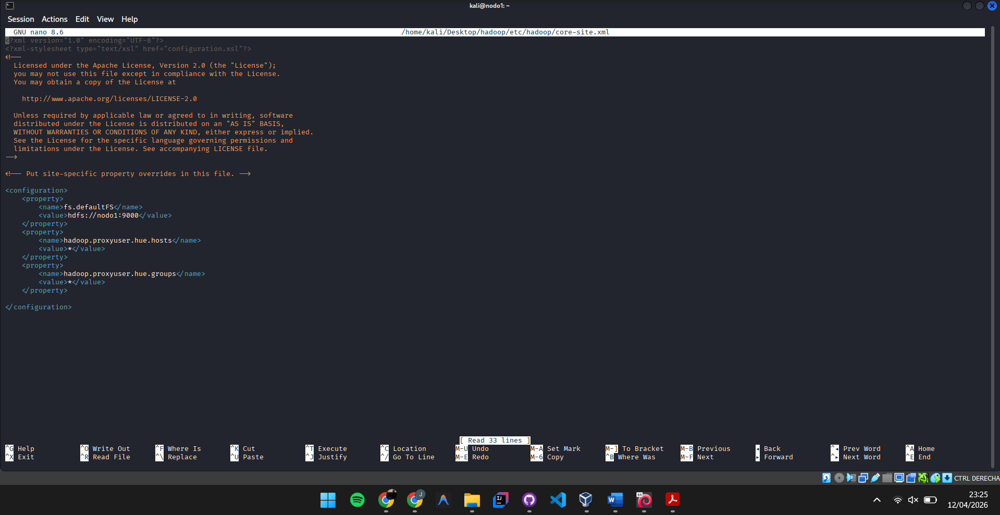 kali@nodo1: ~
Session Actions Edit View Help
GNU nano 8.6 /home/kali/Desktop/hadoop/etc/hadoop/core-site.xml
<?xml version="1.0" encoding="UTF-8"?>
<?xml-stylesheet type="text/xsl" href="configuration.xsl"?>
<!--
Licensed under the Apache License, Version 2.0 (the "License");
you may not use this file except in compliance with the License.
You may obtain a copy of the License at
http://www.apache.org/licenses/LICENSE-2.0
Unless required by applicable law or agreed to in writing, software
distributed under the License is distributed on an "AS IS" BASIS,
WITHOUT WARRANTIES OR CONDITIONS OF ANY KIND, either express or implied.
See the License for the specific language governing permissions and
limitations under the License. See accompanying LICENSE file.
-->
<!-- Put site-specific property overrides in this file. -->
<configuration>
<property>
<name>fs.defaultFS</name>
<value>hdfs://nodo1:9000</value>
</property>
<property>
<name>hadoop.proxyuser.hue.hosts</name>
<value>*</value>
</property>
<property>
<name>hadoop.proxyuser.hue.groups</name>
<value>*</value>
</property>
</configuration>
[ Read 33 lines ]
^G Help ^O Write Out ^F Where Is ^K Cut ^T Execute ^C Location M-U Undo M-A Set Mark M-] To Bracket M-B Previous ◂ Back ^◂ Prev Word ^A Home
^X Exit ^R Read File ^\ Replace ^U Paste ^J Justify ^/ Go To Line M-E Redo M-6 Copy ^B Where Was M-F Next ▸ Forward ^▸ Next Word ^E End
CTRL DERECHA
23:25
12/04/2026